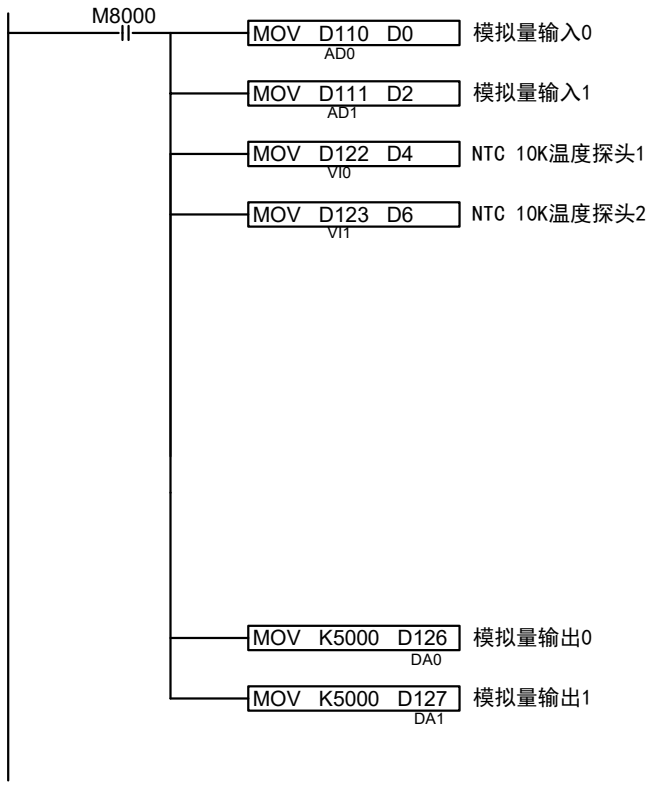 M8000
MOV D110 D0 模拟量输入0
AD0
MOV D111 D2 模拟量输入1
AD1
MOV D122 D4 NTC 10K温度探头1
VI0
MOV D123 D6 NTC 10K温度探头2
VI1
MOV K5000 D126 模拟量输出0
DA0
MOV K5000 D127 模拟量输出1
DA1